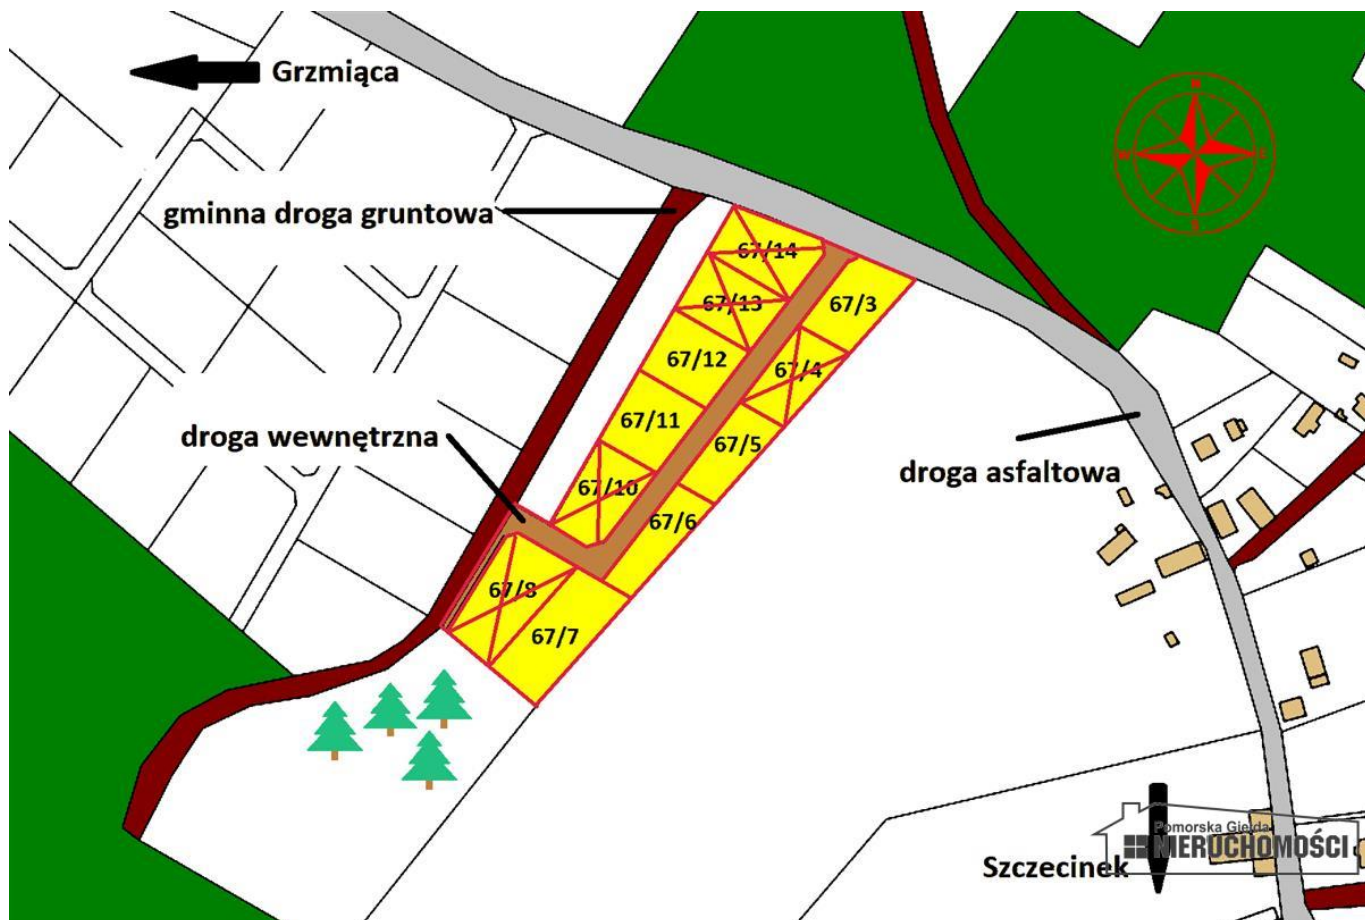 Grzmiąca
N
W
E
S
gminna droga gruntowa
67/14
67/13
67/3
67/12
67/4
67/11
67/5
droga wewnętrzna
droga asfaltowa
67/10
67/6
67/8
67/7
Pomorska Giełda
NIERUCHOMOŚCI
Szczecinek